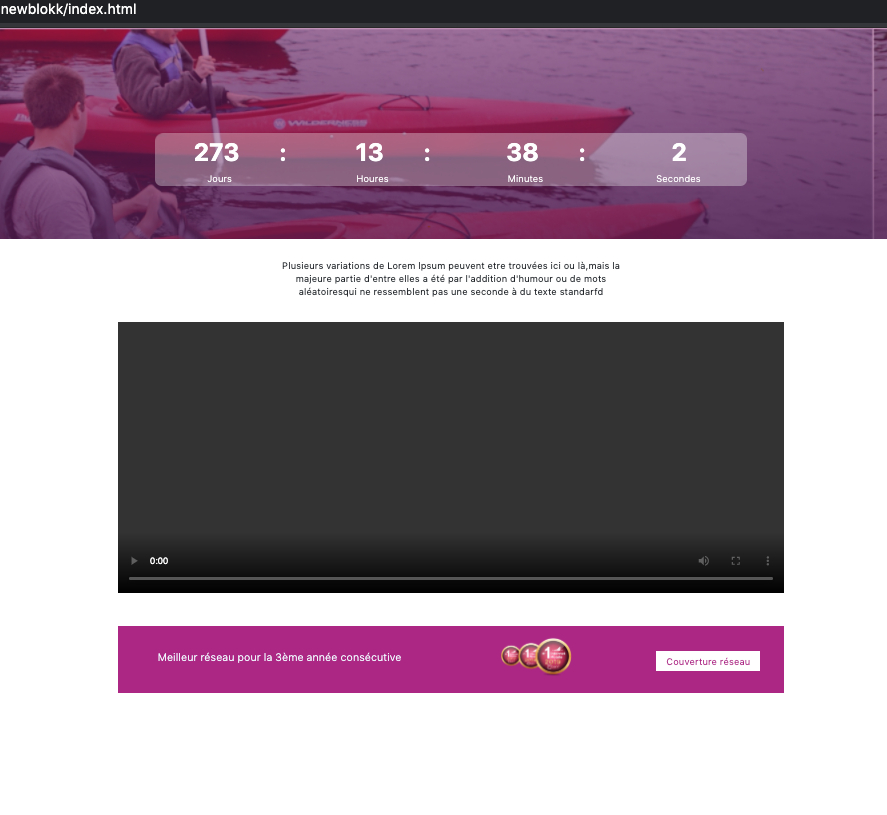 newblokk/index.html
WILDERNESS
273 : 13 : 38 : 2
Jours Houres Minutes Secondes
Plusieurs variations de Lorem Ipsum peuvent etre trouvées ici ou là,mais la
majeure partie d'entre elles a été par l'addition d'humour ou de mots
aléatoiresqui ne ressemblent pas une seconde à du texte standarfd
0:00
Meilleur réseau pour la 3ème année consécutive
Couverture réseau